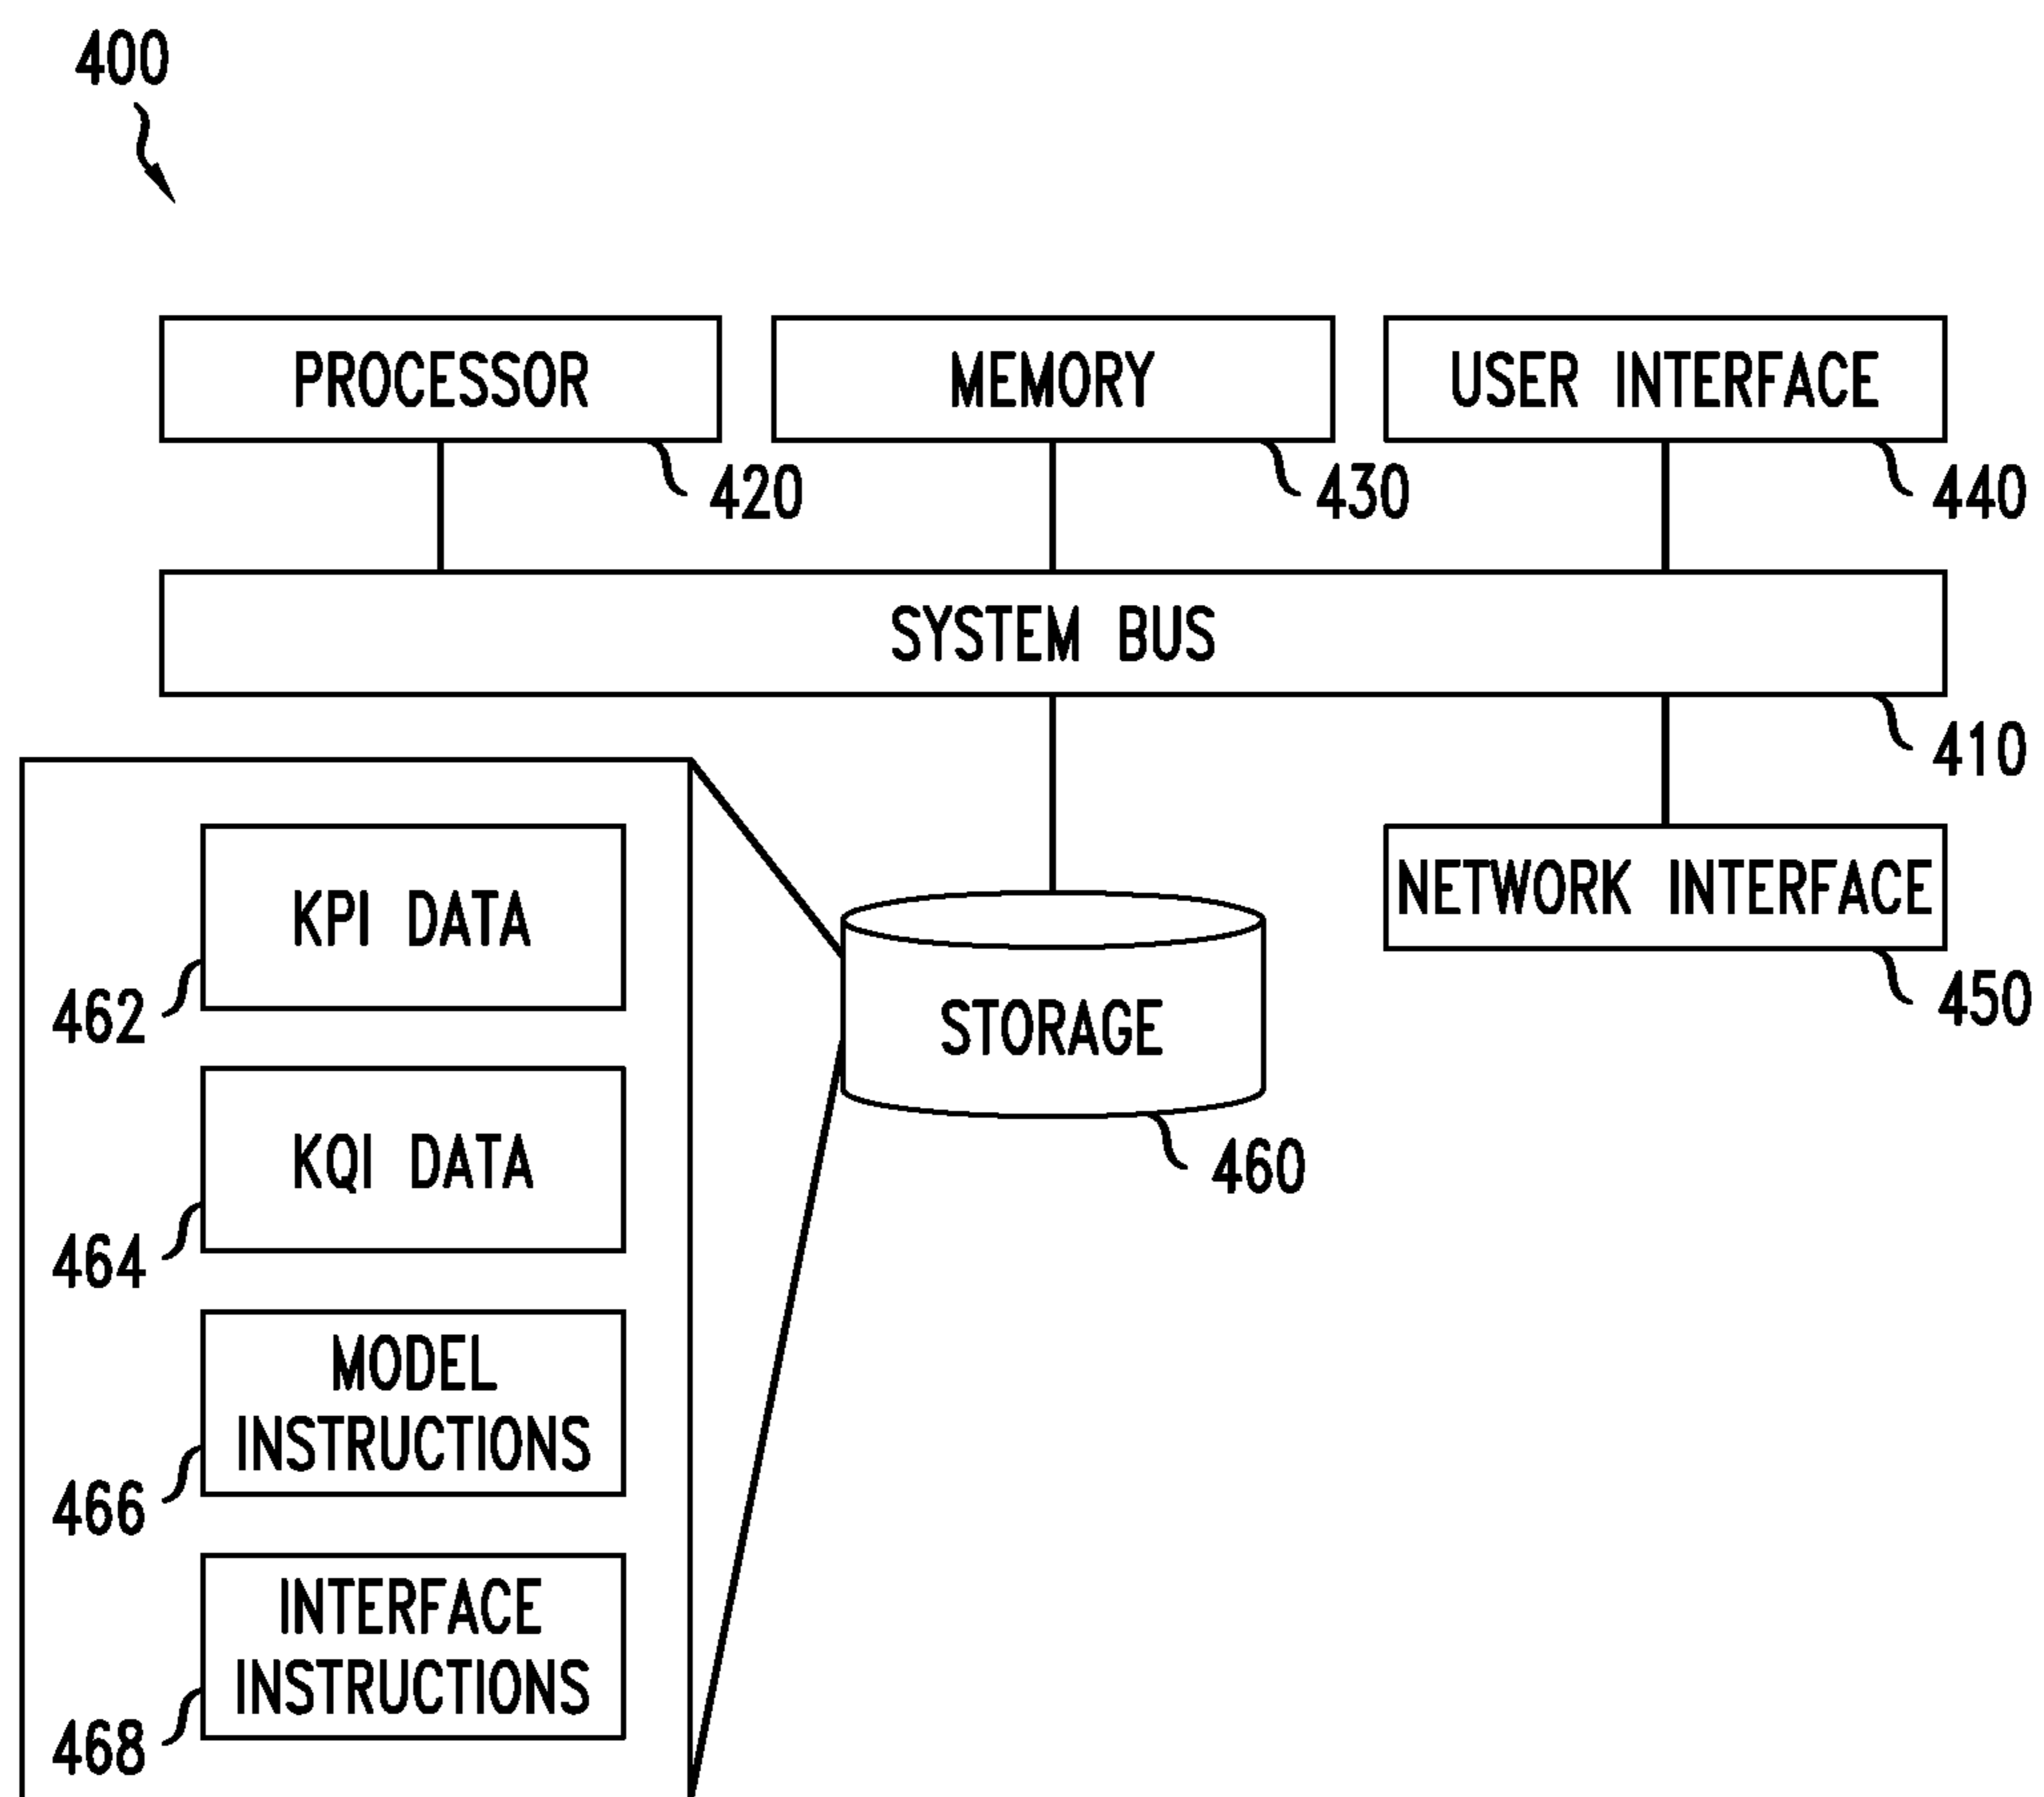 400
PROCESSOR
MEMORY
USER INTERFACE
420
430
440
SYSTEM BUS
410
KPI DATA
462
STORAGE
460
NETWORK INTERFACE
450
KQI DATA
464
MODEL
INSTRUCTIONS
466
INTERFACE
INSTRUCTIONS
468